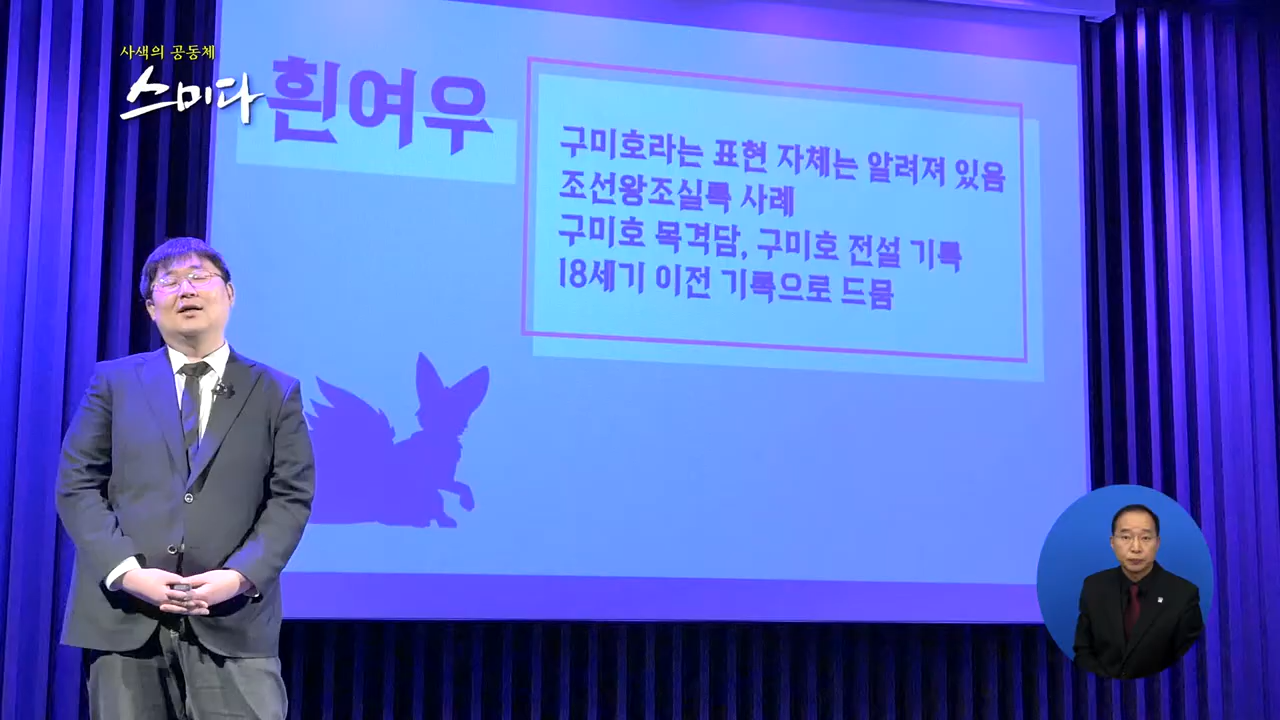 사색의 공동체
스미다
흰여우
구미호라는 표현 자체는 알려져 있음
조선왕조실록 사례
구미호 목격담, 구미호 전설 기록
18세기 이전 기록으로 드뭄